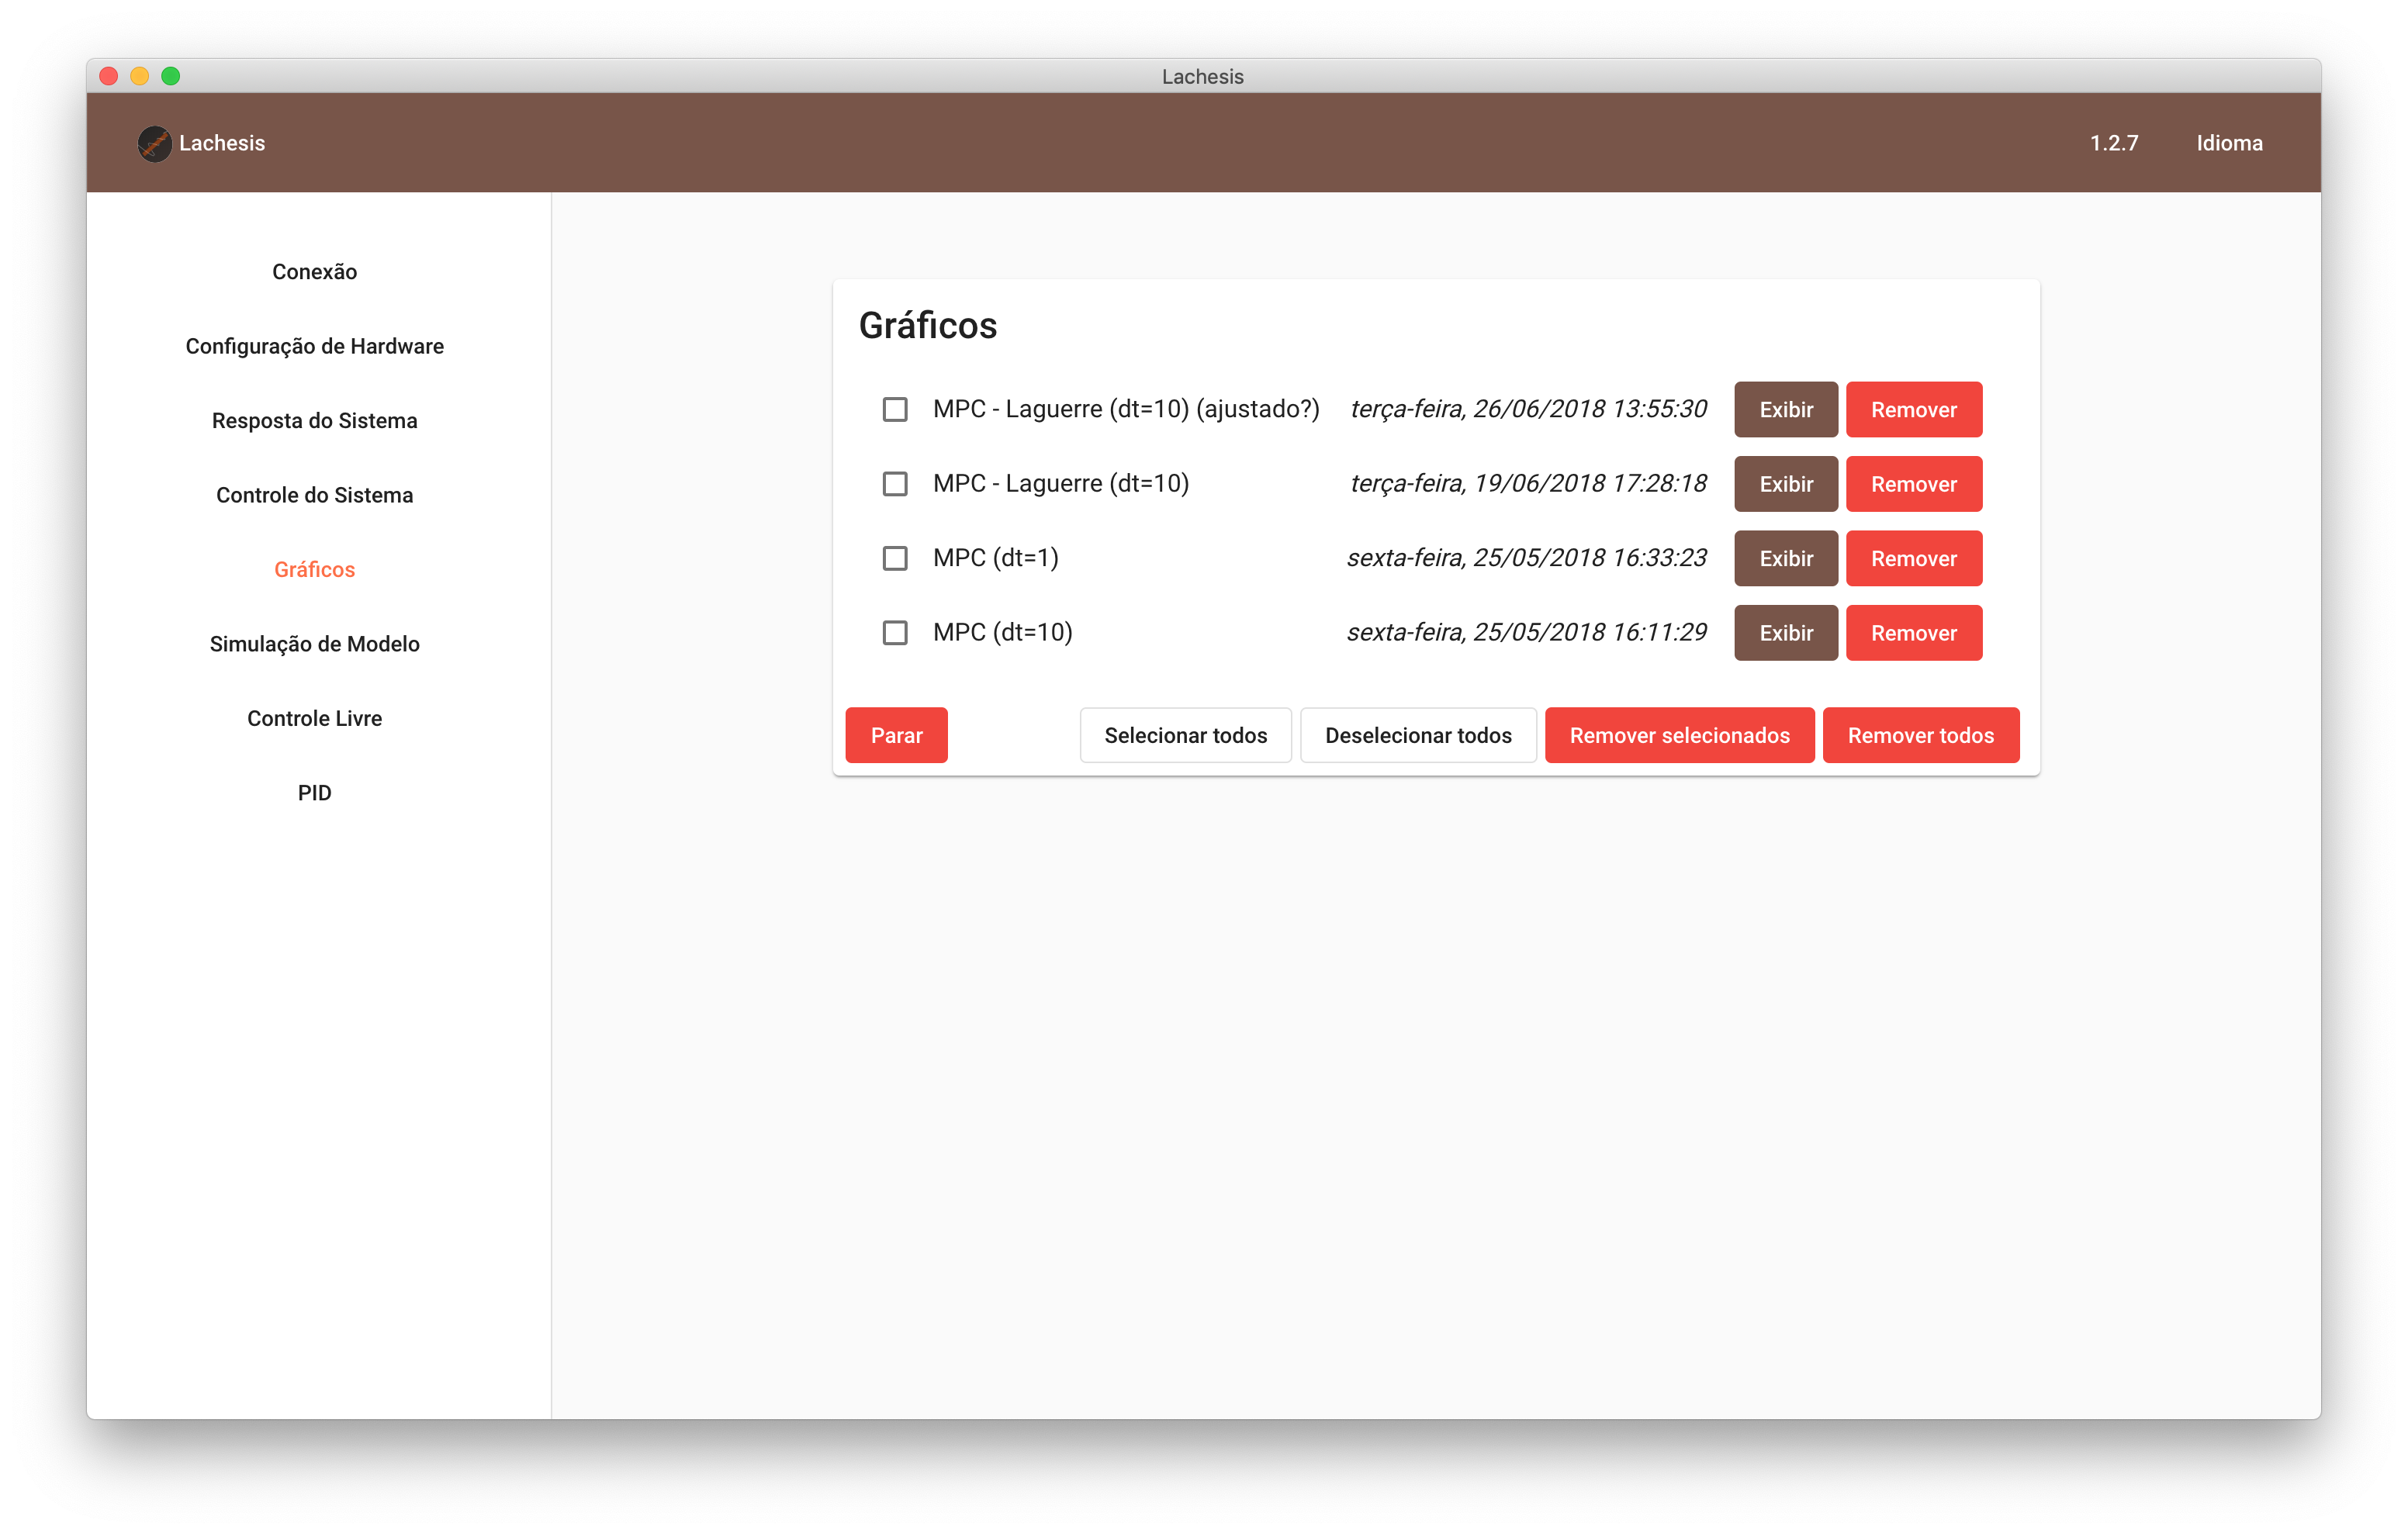 Lachesis
Lachesis 1.2.7 Idioma
Conexão
Configuração de Hardware
Resposta do Sistema
Controle do Sistema
Gráficos
Simulação de Modelo
Controle Livre
PID
Gráficos
MPC - Laguerre (dt=10) (ajustado?) terça-feira, 26/06/2018 13:55:30 Exibir Remover
MPC - Laguerre (dt=10) terça-feira, 19/06/2018 17:28:18 Exibir Remover
MPC (dt=1) sexta-feira, 25/05/2018 16:33:23 Exibir Remover
MPC (dt=10) sexta-feira, 25/05/2018 16:11:29 Exibir Remover
Parar Selecionar todos Deselecionar todos Remover selecionados Remover todos